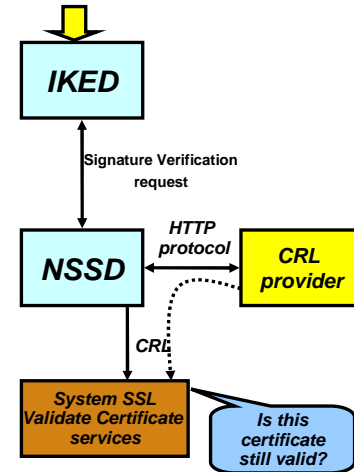 IKED
Signature Verification
request
HTTP
protocol
NSSD
CRL
provider
CRL
System SSL
Validate Certificate
services
Is this
certificate
still valid?